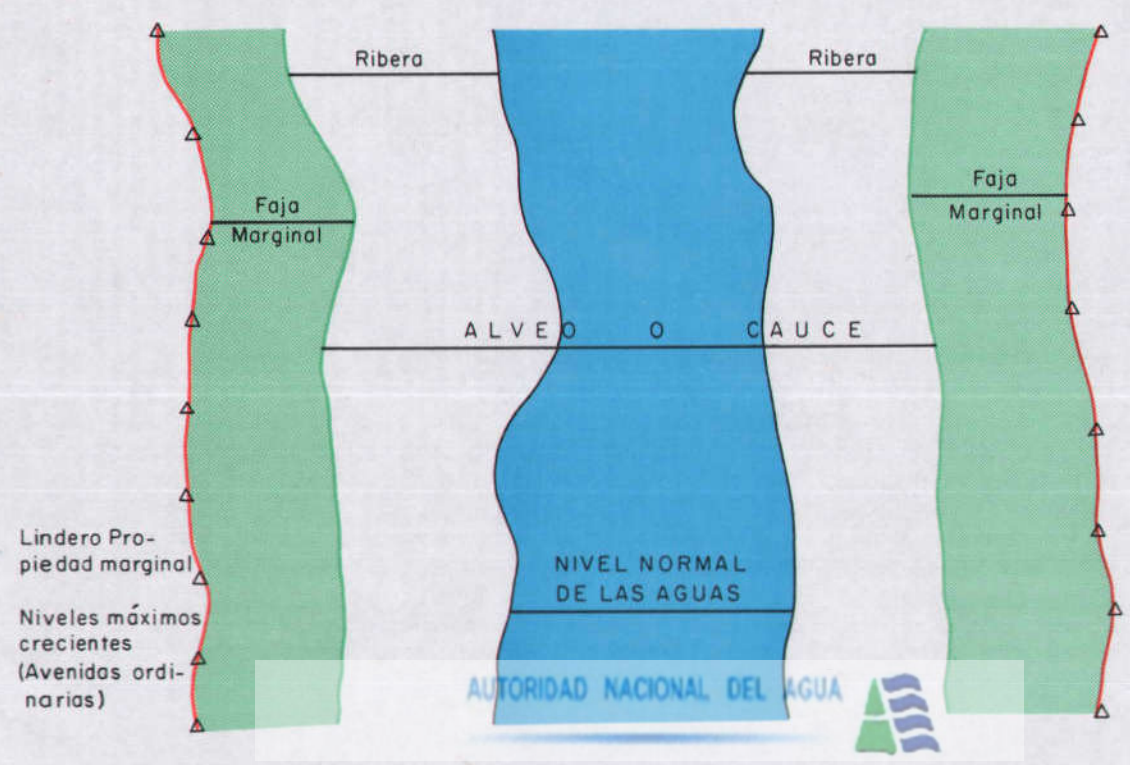 Ribera
Ribera
Faja
Marginal
Faja
Marginal
ALVEO O CAUCE
Lindero Pro-
piedad marginal
Niveles máximos
crecientes
(Avenidas ordi-
narias)
NIVEL NORMAL
DE LAS AGUAS
AUTORIDAD NACIONAL DEL AGUA